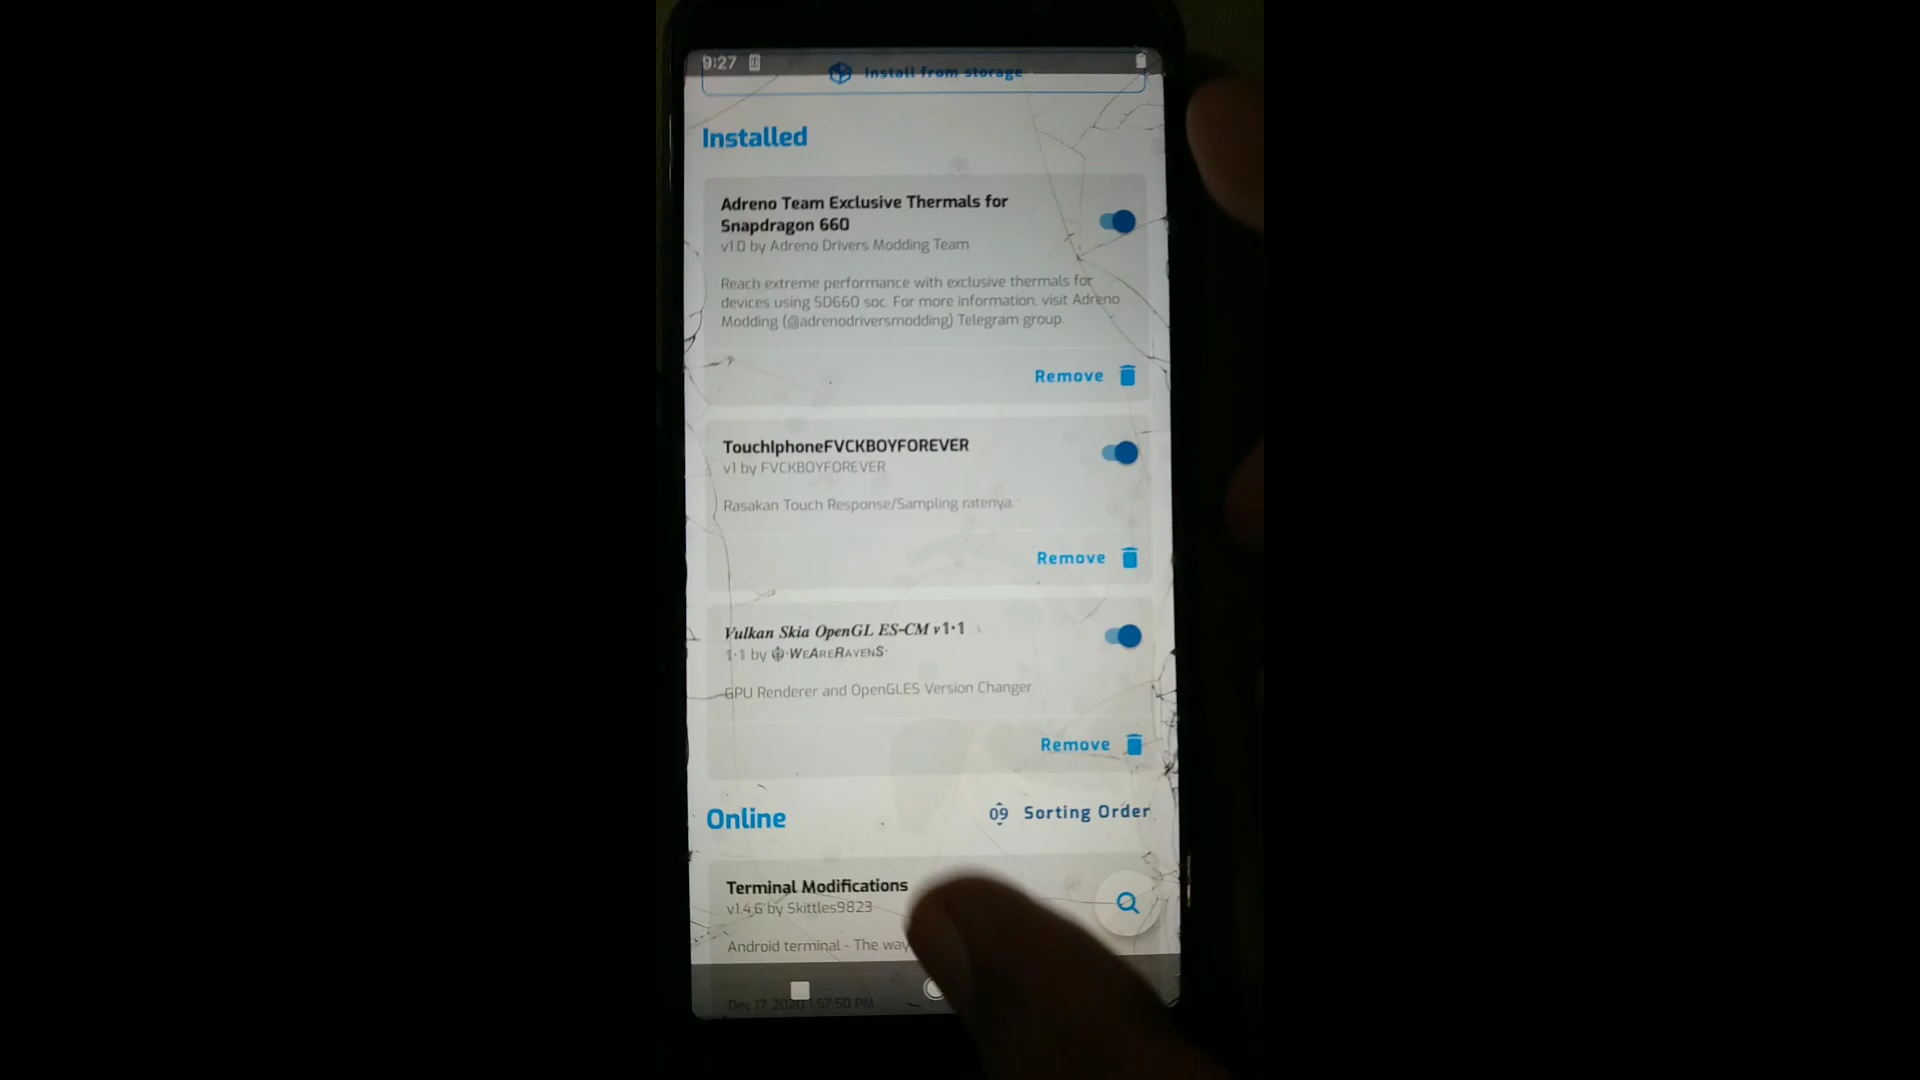 9:27
Install from storage
Installed
Adreno Team Exclusive Thermals for
Snapdragon 660
v1.0 by Adreno Drivers Modding Team
Reach extreme performance with exclusive thermals for
devices using SD660 soc. For more information, visit Adreno
Modding (@adrenodriversmodding) Telegram group.
Remove
TouchIphoneFVCKBOYFOREVER
v1 by FVCKBOYFOREVER
Rasakan Touch Response/Sampling ratenya.
Remove
Vulkan Skia OpenGL ES-CM v1·1
1·1 by ·WEARERAVENS·
GPU Renderer and OpenGLES Version Changer.
Remove
Online
09 Sorting Order
Terminal Modifications
v1.4.6 by Skittles9823
Android terminal - The way
Dec 17, 2020 1:57:50 PM